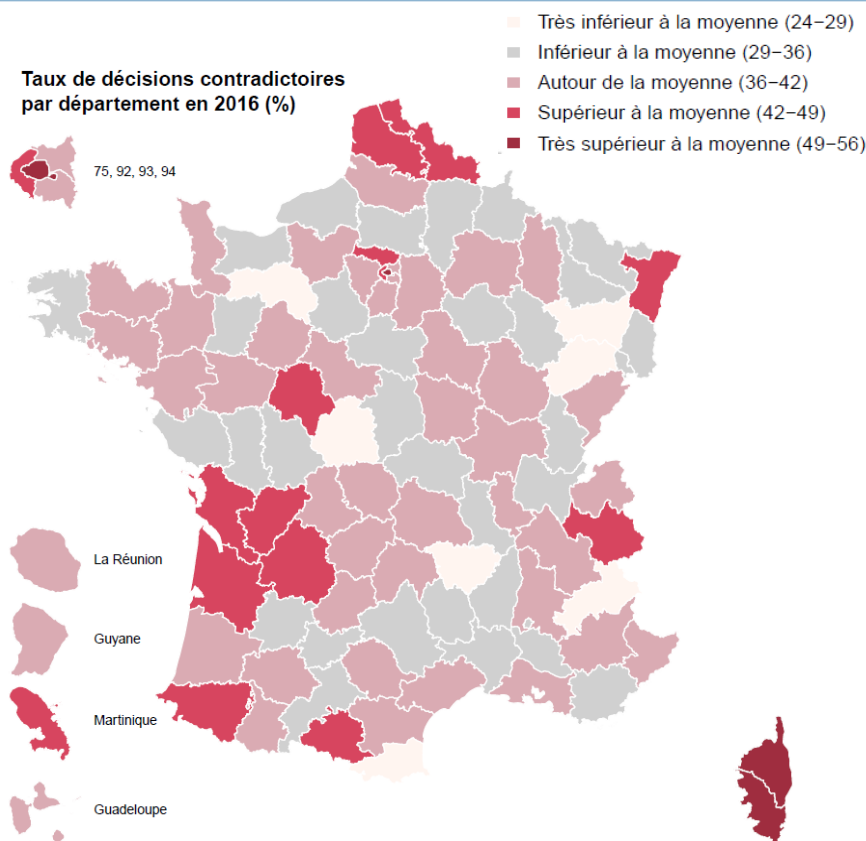 Très inférieur à la moyenne (24−29)
Inférieur à la moyenne (29−36)
Autour de la moyenne (36−42)
Supérieur à la moyenne (42−49)
Très supérieur à la moyenne (49−56)
Taux de décisions contradictoires
par département en 2016 (%)
75, 92, 93, 94
La Réunion
Guyane
Martinique
Guadeloupe